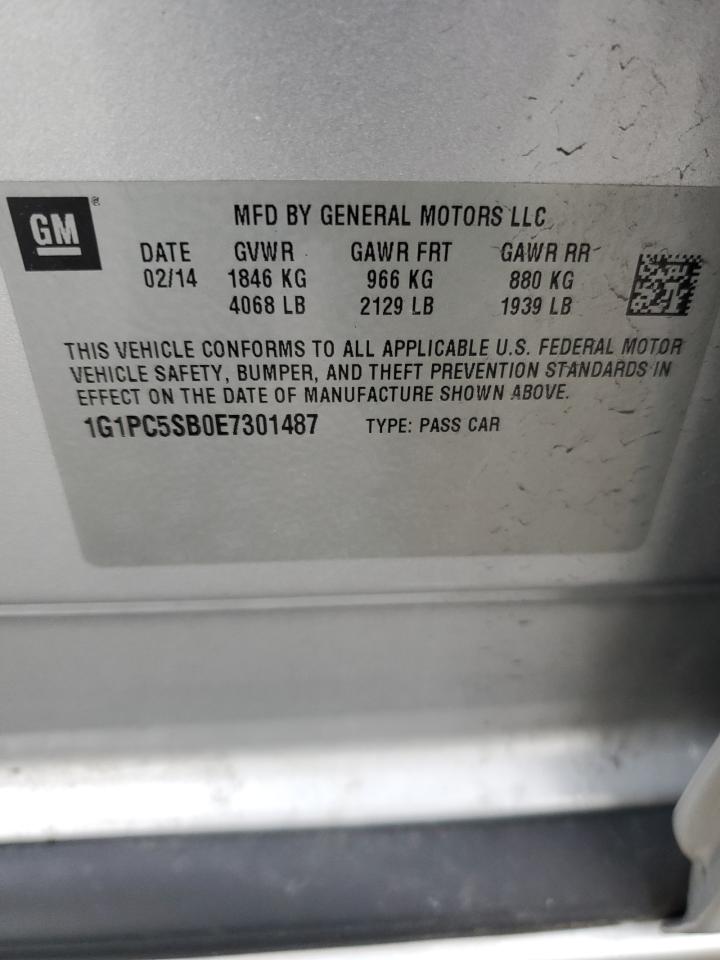 GM®
MFD BY GENERAL MOTORS LLC
DATE GVWR GAWR FRT GAWR RR
02/14 1846 KG 966 KG 880 KG
4068 LB 2129 LB 1939 LB
THIS VEHICLE CONFORMS TO ALL APPLICABLE U.S. FEDERAL MOTOR
VEHICLE SAFETY, BUMPER, AND THEFT PREVENTION STANDARDS IN
EFFECT ON THE DATE OF MANUFACTURE SHOWN ABOVE.
1G1PC5SB0E7301487 TYPE: PASS CAR